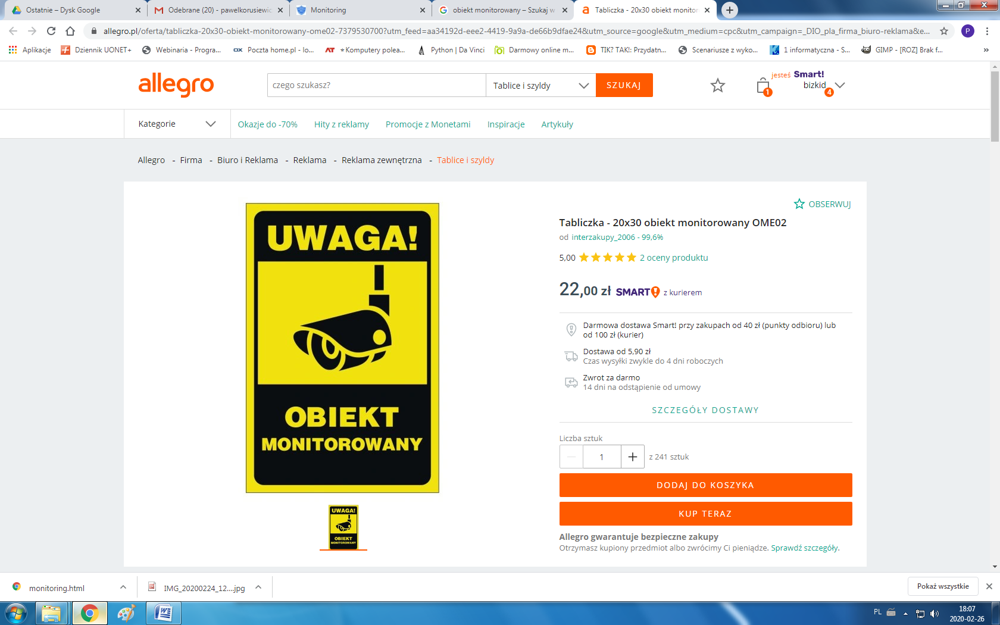 Ostatnie – Dysk Google
Odebrane (20) - pawelkorusiewic
Monitoring
obiekt monitorowany – Szukaj w
Tabliczka - 20x30 obiekt monitor
allegro.pl/oferta/tabliczka-20x30-obiekt-monitorowany-ome02-7379530700?utm_feed=aa34192d-eee2-4419-9a9a-de66b9dfae24&utm_source=google&utm_medium=cpc&utm_campaign=_DIO_pla_firma_biuro-reklama&e...
P
Aplikacje
Dziennik UONET+
Webinaria - Progra...
Poczta home.pl - lo...
Komputery polea...
Python | Da Vinci
Darmowy online m...
TIK? TAK!: Przydatn...
Scenariusze z wyko...
1 informatyczna - S...
GIMP - [ROZ] Brak f...
»
allegro
czego szukasz?
Tablice i szyldy
SZUKAJ
1
jesteś Smart!
bizkid
4
Kategorie
Okazje do -70%
Hity z reklamy
Promocje z Monetami
Inspiracje
Artykuły
Allegro - Firma - Biuro i Reklama - Reklama - Reklama zewnętrzna - Tablice i szyldy
UWAGA!
OBIEKT
MONITOROWANY
UWAGA!
OBIEKT
MONITOROWANY
OBSERWUJ
Tabliczka - 20x30 obiekt monitorowany OME02
od interzakupy_2006 - 99,6%
5,00 2 oceny produktu
22,00 zł SMART! z kurierem
Darmowa dostawa Smart! przy zakupach od 40 zł (punkty odbioru) lub
od 100 zł (kurier)
Dostawa od 5,90 zł
Czas wysyłki zwykle do 4 dni roboczych
Zwrot za darmo
14 dni na odstąpienie od umowy
SZCZEGÓŁY DOSTAWY
Liczba sztuk
1
z 241 sztuk
DODAJ DO KOSZYKA
KUP TERAZ
Allegro gwarantuje bezpieczne zakupy
Otrzymasz kupiony przedmiot albo zwrócimy Ci pieniądze. Sprawdź szczegóły.
monitoring.html
IMG_20200224_12....jpg
Pokaż wszystkie
PL
18:07
2020-02-26